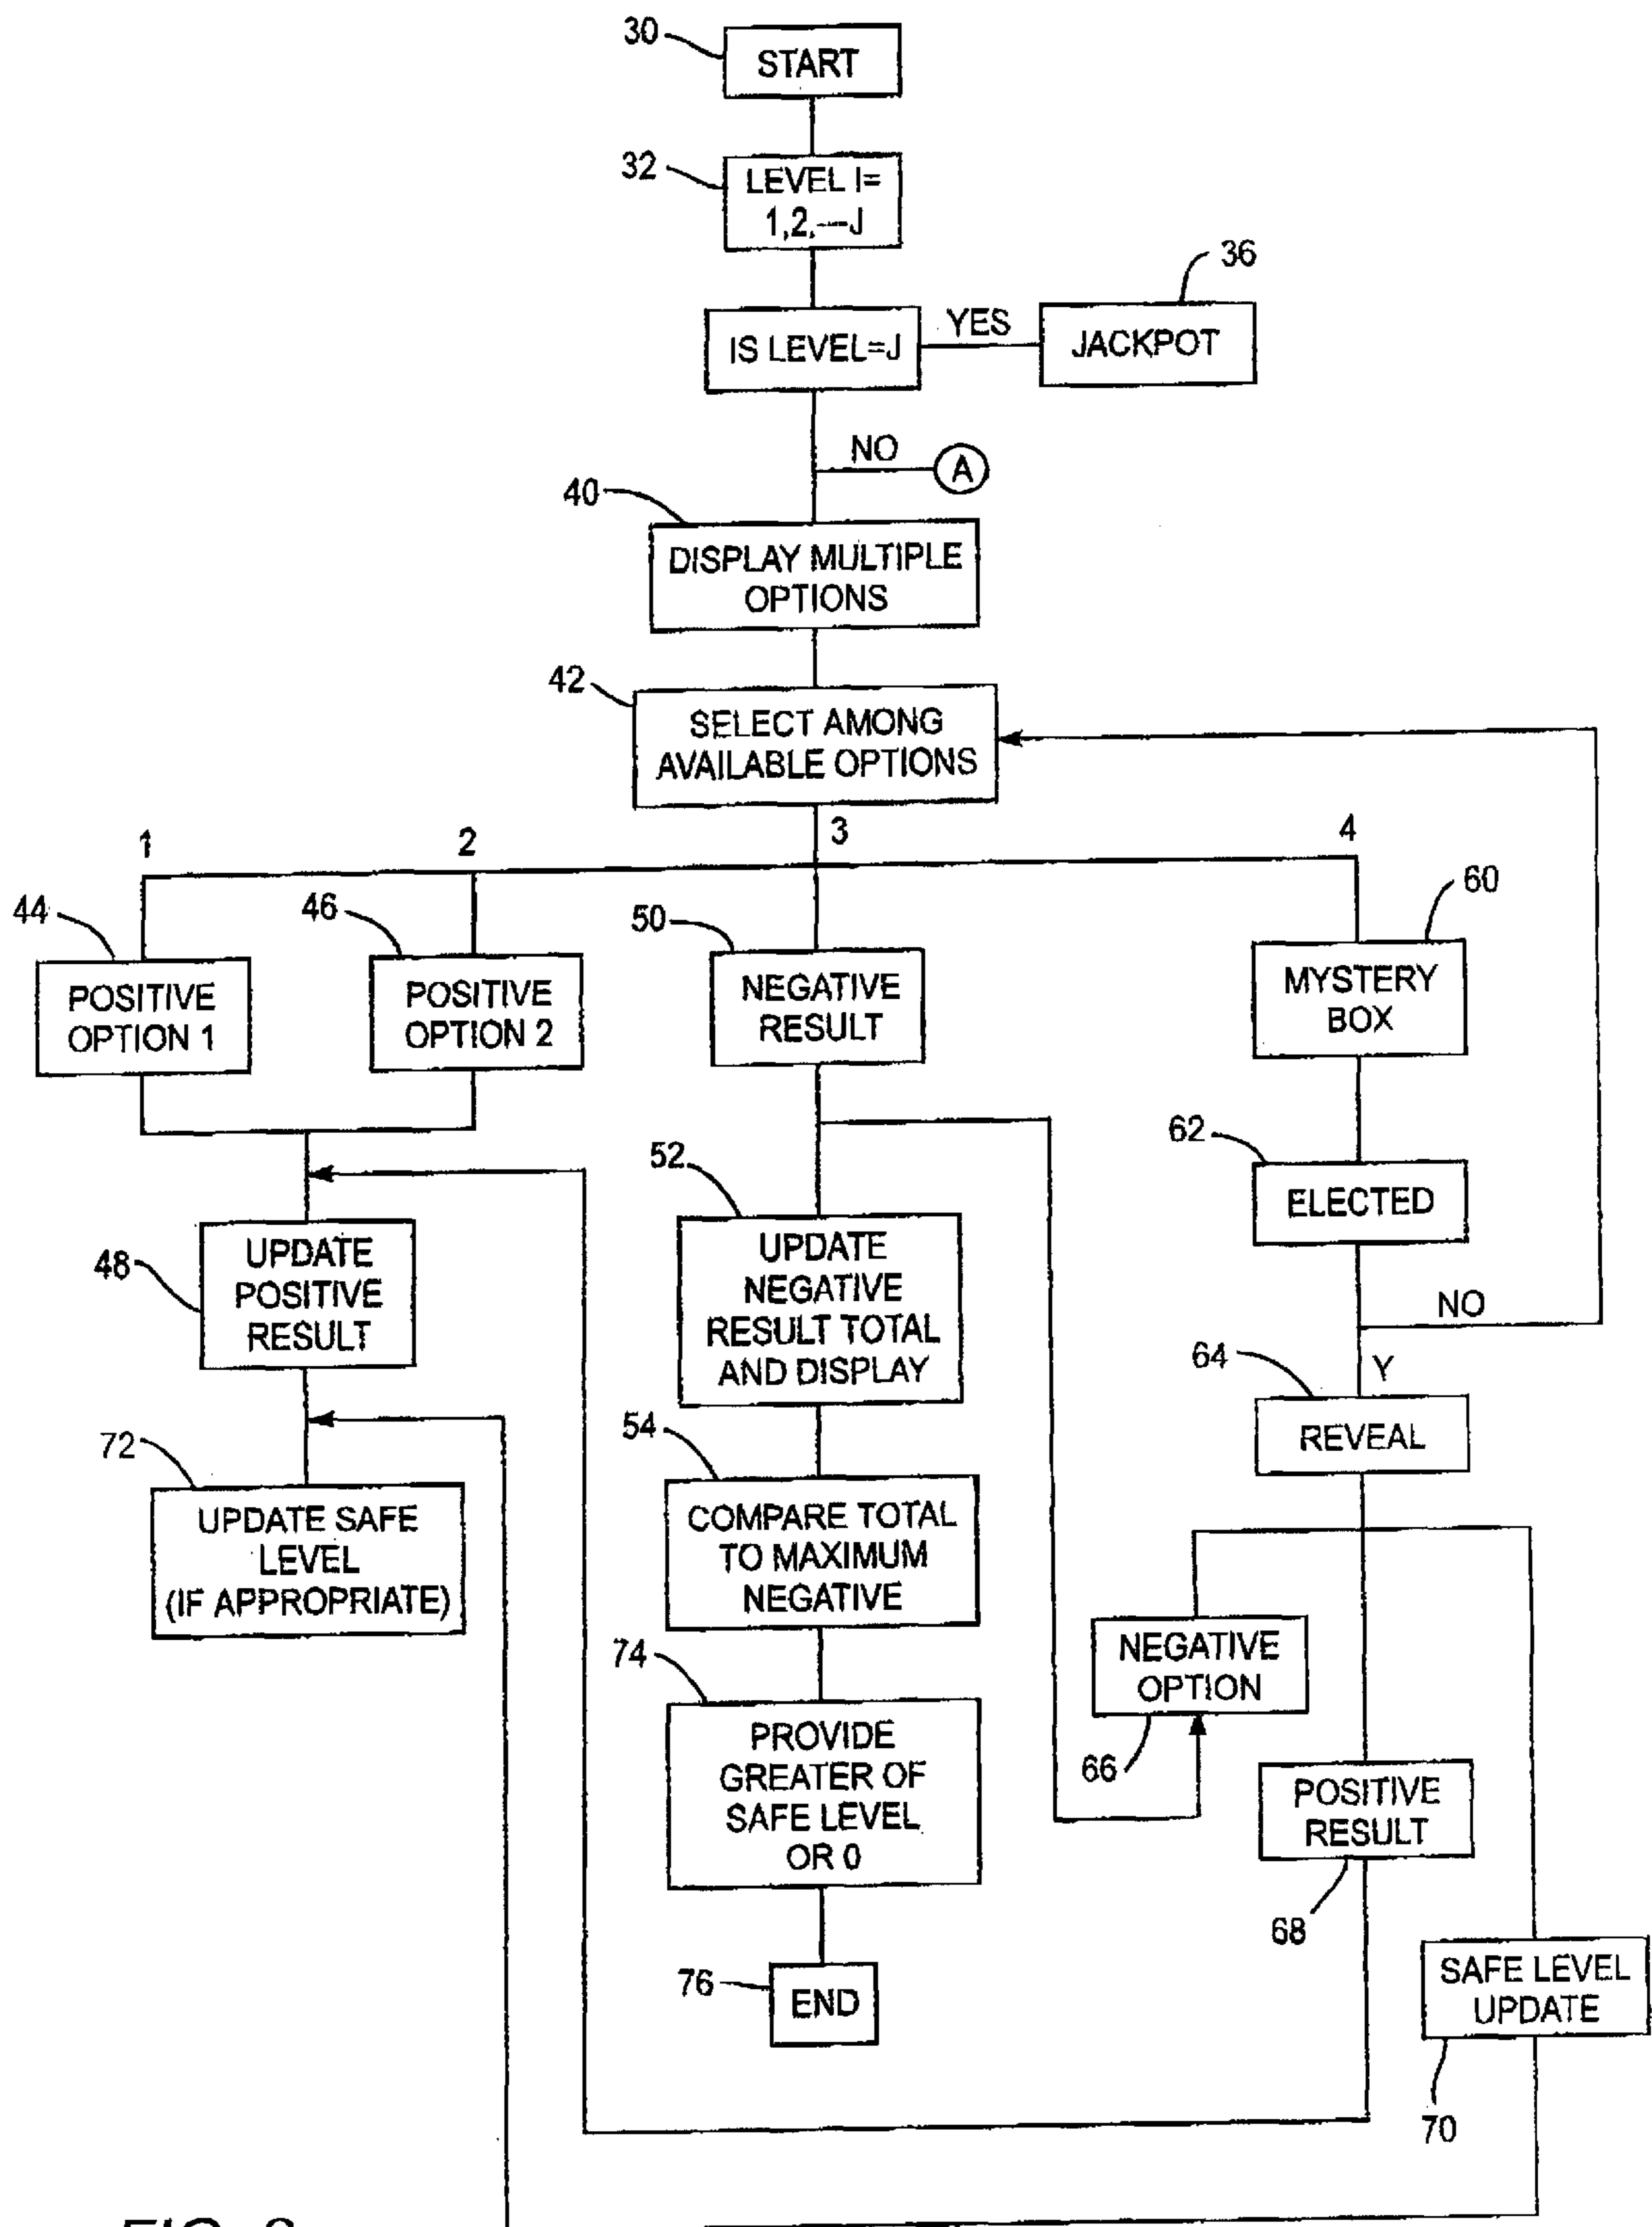 30
START
32
LEVEL I=
1,2,---J
36
IS LEVEL=J
YES
JACKPOT
NO
A
40
DISPLAY MULTIPLE
OPTIONS
42
SELECT AMONG
AVAILABLE OPTIONS
1
2
3
4
44
POSITIVE
OPTION 1
46
POSITIVE
OPTION 2
50
NEGATIVE
RESULT
60
MYSTERY
BOX
62
ELECTED
NO
Y
52
UPDATE
NEGATIVE
RESULT TOTAL
AND DISPLAY
48
UPDATE
POSITIVE
RESULT
64
REVEAL
54
COMPARE TOTAL
TO MAXIMUM
NEGATIVE
72
UPDATE SAFE
LEVEL
(IF APPROPRIATE)
74
PROVIDE
GREATER OF
SAFE LEVEL
OR 0
NEGATIVE
OPTION
66
POSITIVE
RESULT
68
76
END
SAFE LEVEL
UPDATE
70